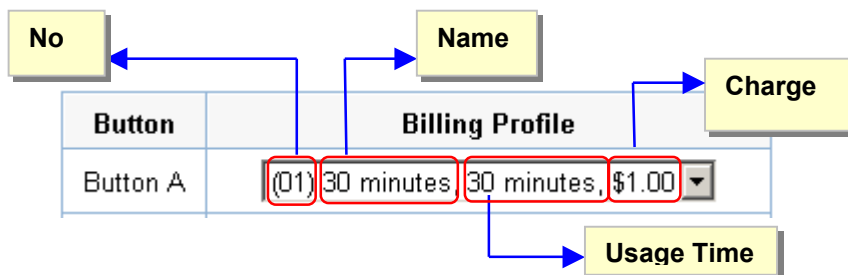 No
Name
Charge
Button
Billing Profile
Button A
(01) 30 minutes, 30 minutes, $1.00
Usage Time